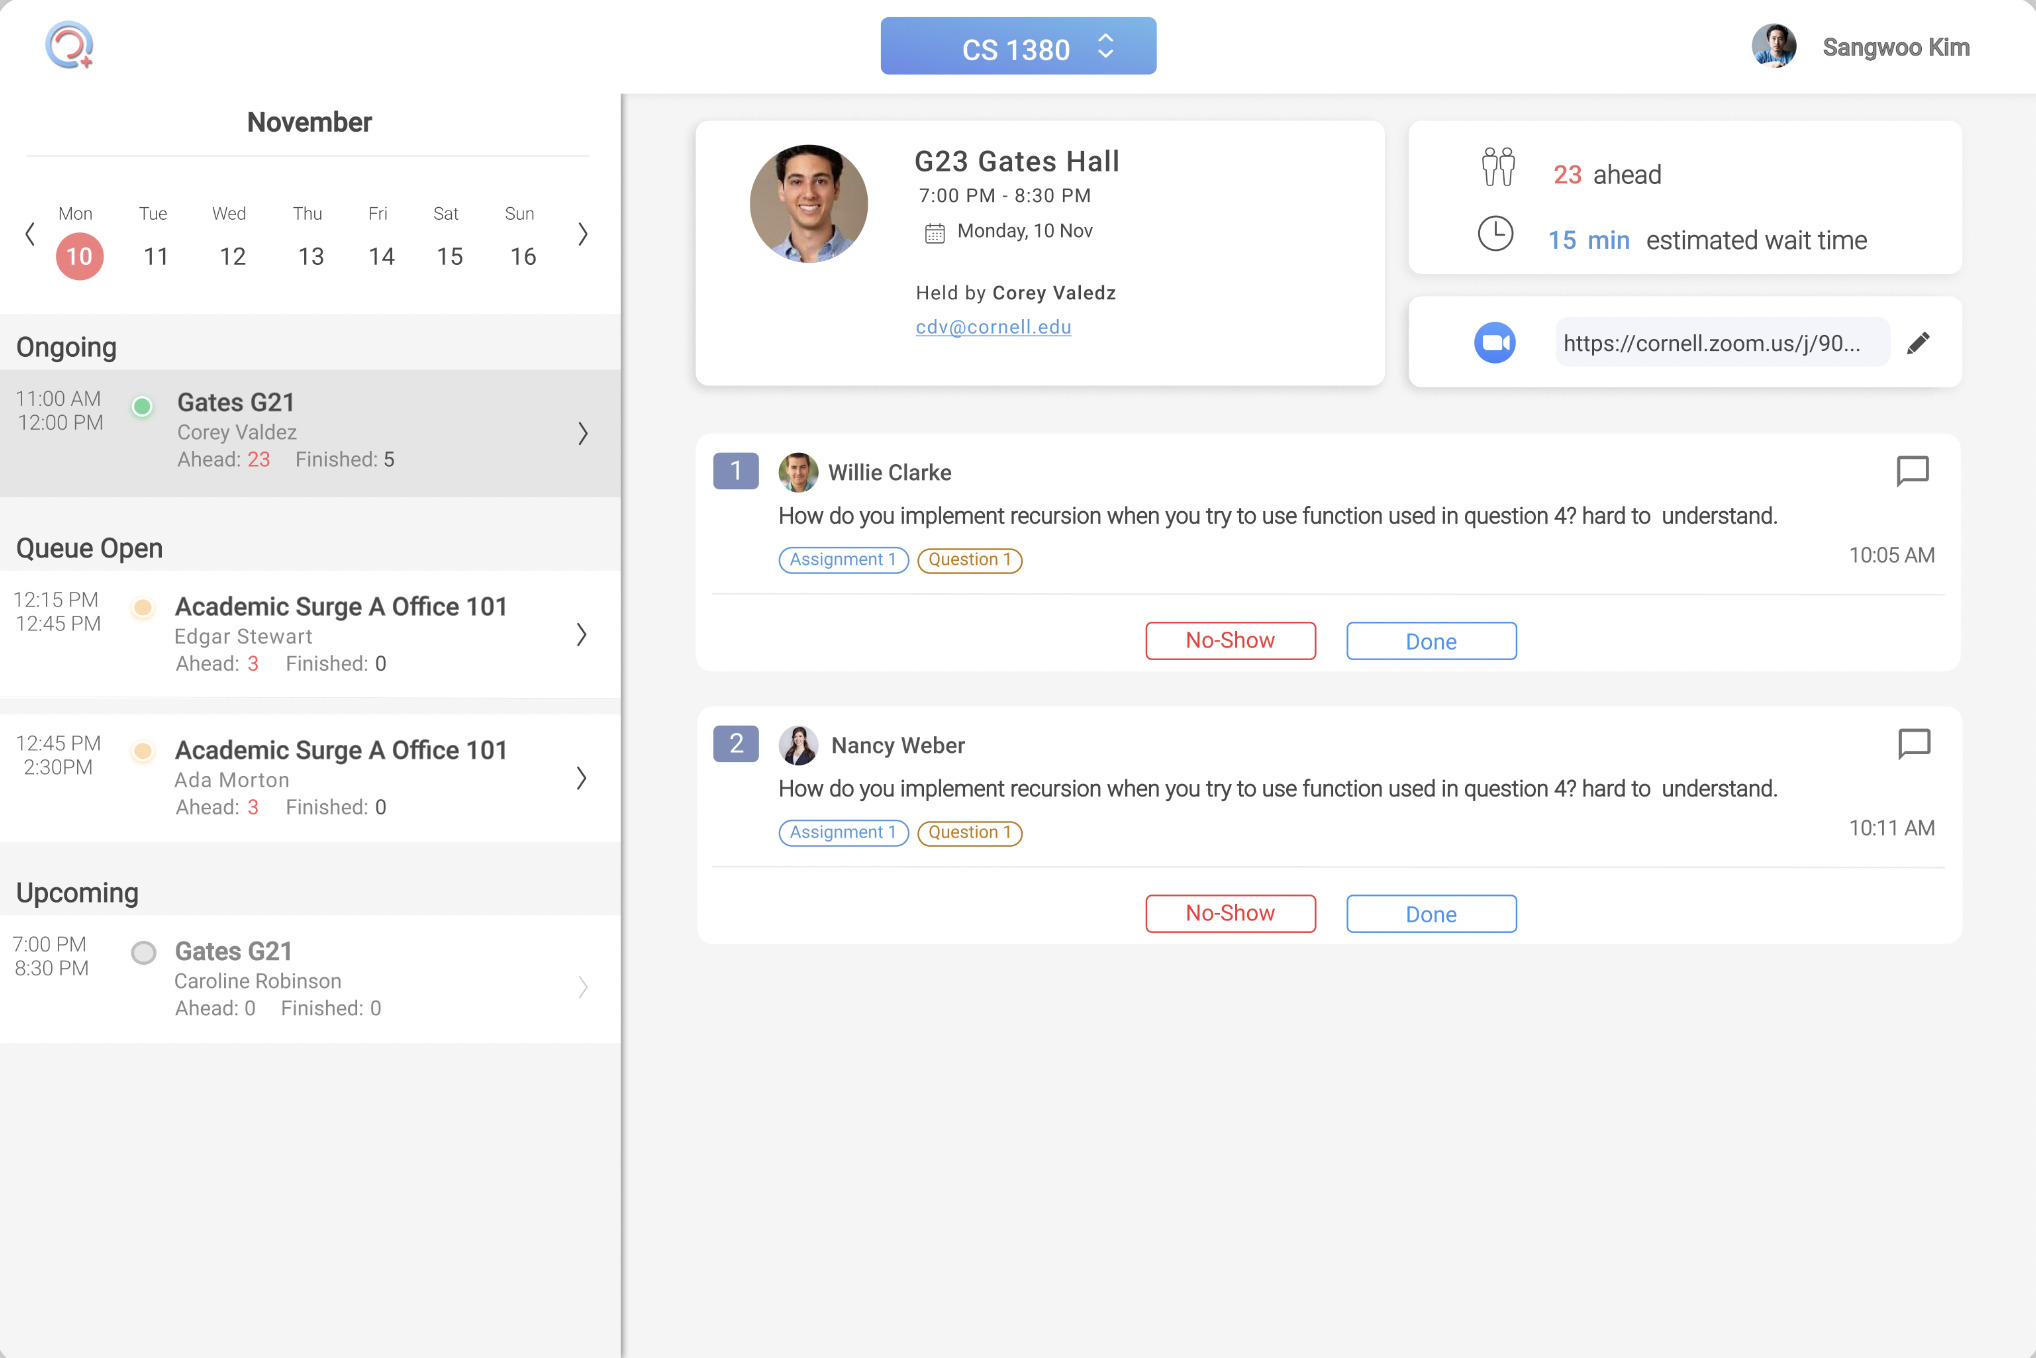 CS 1380
Sangwoo Kim
November
Mon Tue Wed Thu Fri Sat Sun
10 11 12 13 14 15 16
Ongoing
11:00 AM
12:00 PM
Gates G21
Corey Valdez
Ahead: 23 Finished: 5
Queue Open
12:15 PM
12:45 PM
Academic Surge A Office 101
Edgar Stewart
Ahead: 3 Finished: 0
12:45 PM
2:30PM
Academic Surge A Office 101
Ada Morton
Ahead: 3 Finished: 0
Upcoming
7:00 PM
8:30 PM
Gates G21
Caroline Robinson
Ahead: 0 Finished: 0
G23 Gates Hall
7:00 PM - 8:30 PM
Monday, 10 Nov
Held by Corey Valedz
cdv@cornell.edu
23 ahead
15 min estimated wait time
https://cornell.zoom.us/j/90...
1 Willie Clarke
How do you implement recursion when you try to use function used in question 4? hard to understand.
Assignment 1 Question 1
10:05 AM
No-Show Done
2 Nancy Weber
How do you implement recursion when you try to use function used in question 4? hard to understand.
Assignment 1 Question 1
10:11 AM
No-Show Done